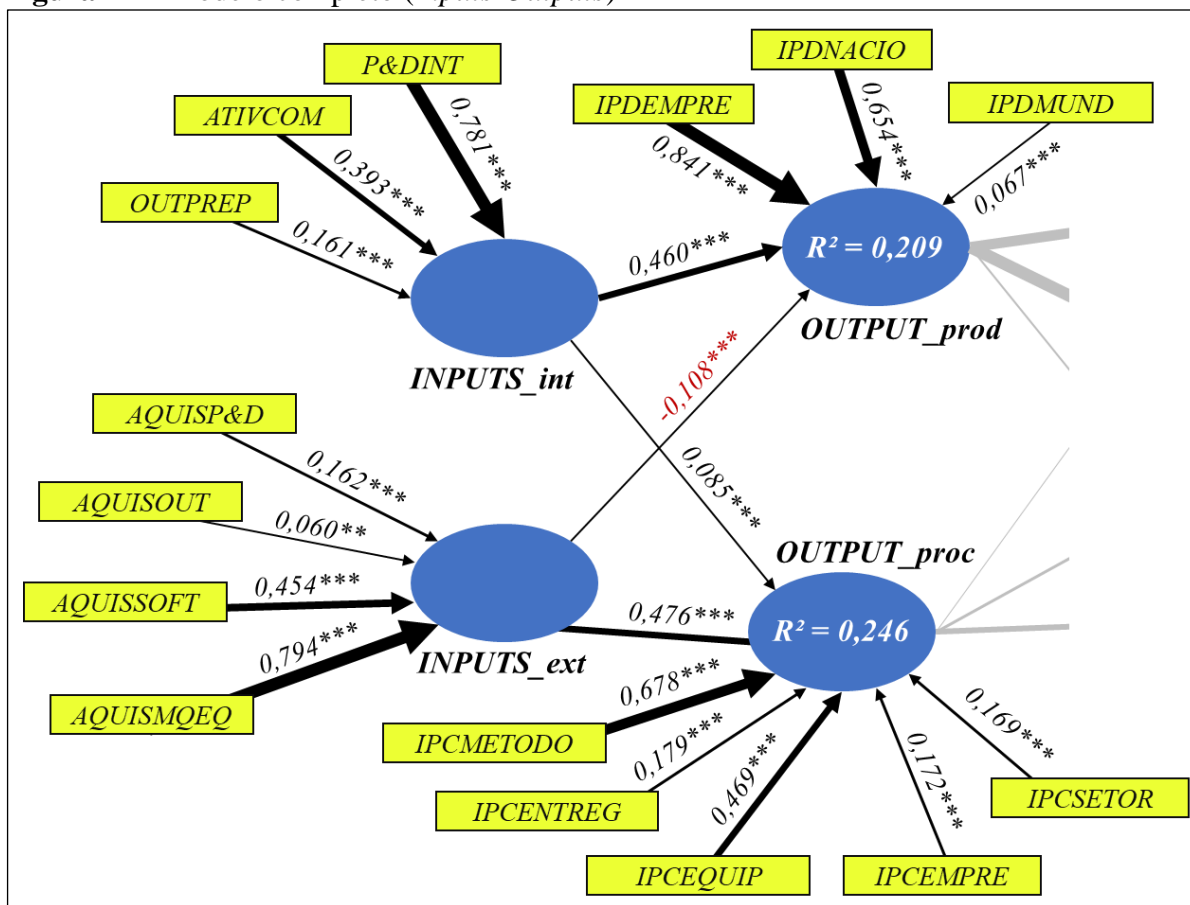 P&DINT
IPDNACIO
ATIVCOM
IPDEMPRE
IPDMUND
OUTPREP
0,781***
0,393***
0,161***
0,841***
0,654***
0,067***
0,460***
R² = 0,209
OUTPUT_prod
INPUTS_int
-0,108***
0,085***
AQUISP&D
0,162***
AQUISOUT
0,060**
AQUISSOFT
0,454***
AQUISMQEQ
0,794***
INPUTS_ext
0,476***
OUTPUT_proc
R² = 0,246
IPCMETODO
0,678***
IPCENTREG
0,179***
IPCEQUIP
0,469***
IPCEMPRE
0,172***
IPCSETOR
0,169***